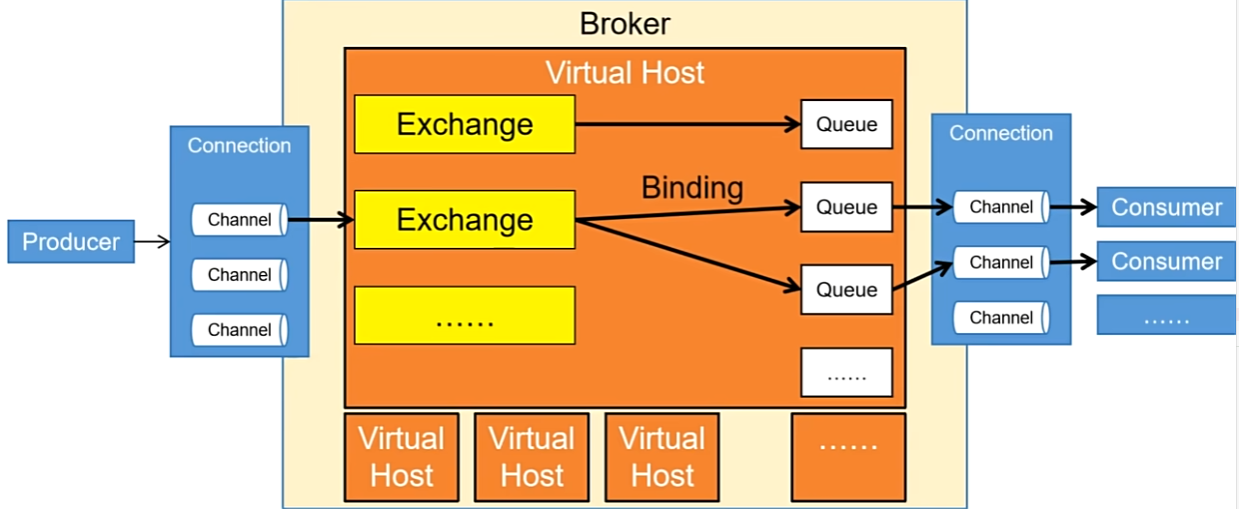 Broker
Virtual Host
Exchange
Queue
Connection
Connection
Binding
Channel
Exchange
Queue
Channel
Consumer
Producer
Channel
Queue
Channel
Consumer
......
Channel
Channel
......
......
Virtual
Host
Virtual
Host
Virtual
Host
......